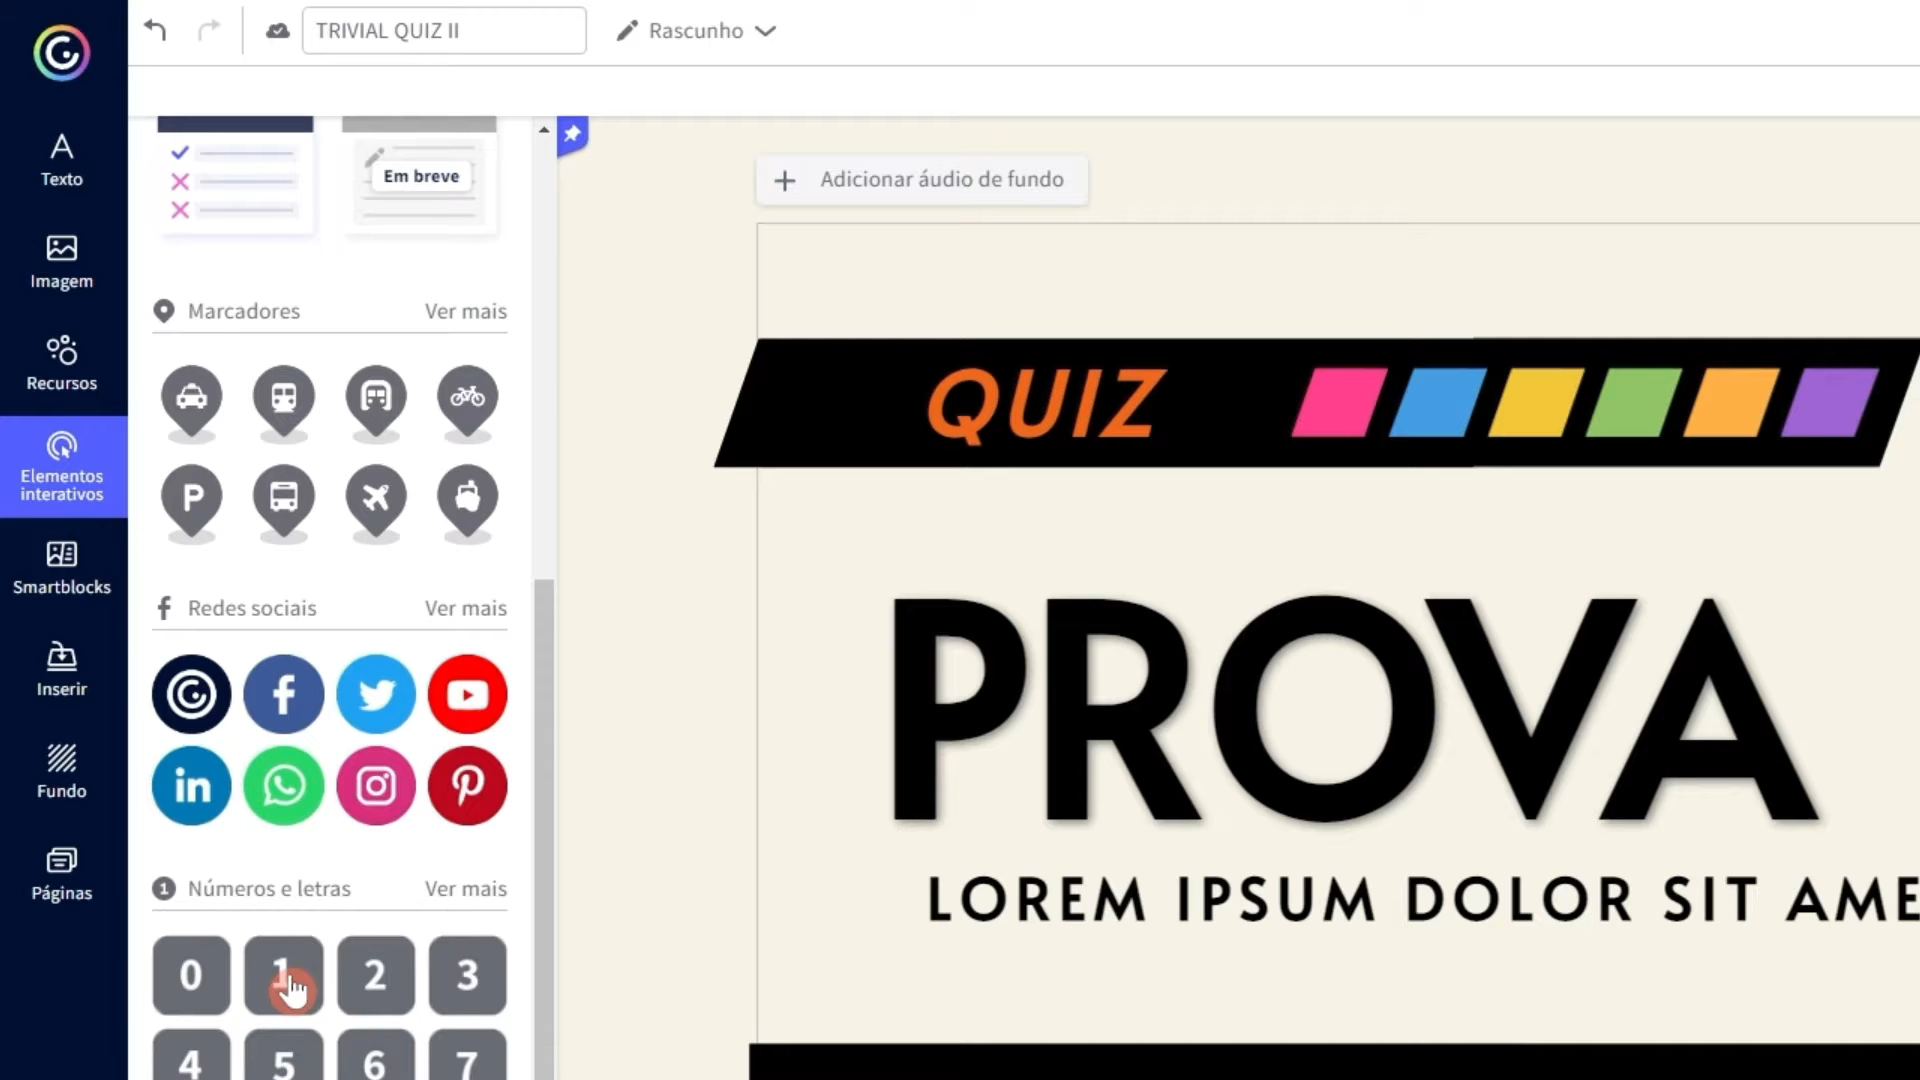 TRIVIAL QUIZ II
Rascunho
Texto
Imagem
Recursos
Elementos
interativos
Smartblocks
Inserir
Fundo
Páginas
Em breve
Marcadores
Ver mais
P
Redes sociais
Ver mais
f
in
Números e letras
Ver mais
0 1 2 3
4 5 6 7
Adicionar áudio de fundo
QUIZ
PROVA
LOREM IPSUM DOLOR SIT AME